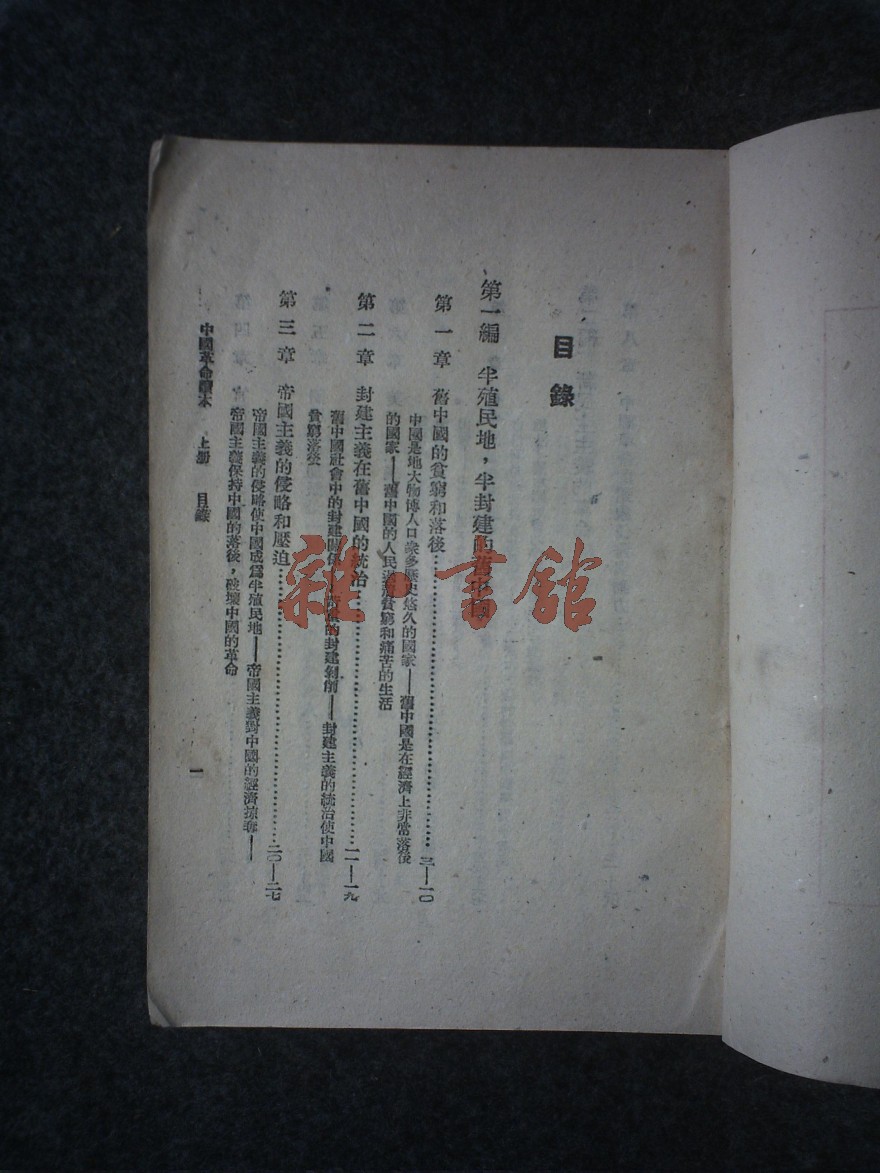 目錄
第一編 半殖民地，半封建的舊中國
第一章 舊中國的貧窮和落後…………三——一〇
中國是地大物博人口衆多歷史悠久的國家——舊中國是在經濟上非常落後
的國家——舊中國的人民過着貧窮和痛苦的生活
第二章 封建主義在舊中國的統治…………一一——一九
舊中國社會中的封建關係——的封建剝削——封建主義的統治使中國
貧窮落後
第三章 帝國主義的侵略和壓迫…………二〇——二七
帝國主義的侵略使中國成爲半殖民地——帝國主義對中國的經濟掠奪——
帝國主義保持中國的落後，破壞中國的革命
中國革命讀本 上册 目錄
一
雜·書館